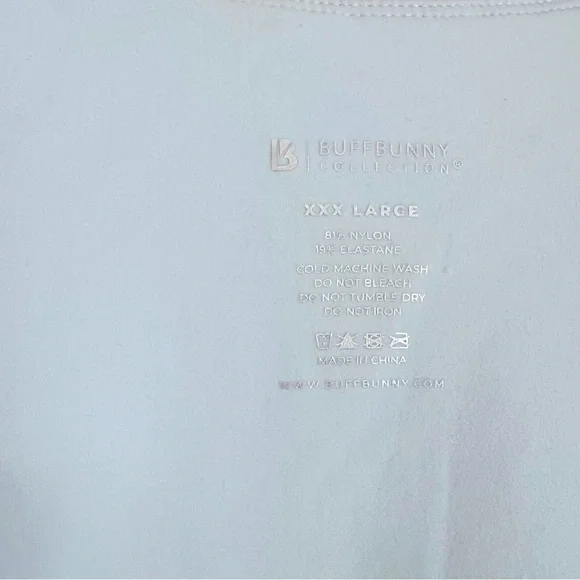 B | BUFFBUNNY
COLLECTION®
XXX LARGE
81% NYLON
19% ELASTANE
COLD MACHINE WASH
DO NOT BLEACH
DO NOT TUMBLE DRY
DO NOT IRON
MADE IN CHINA
WWW.BUFFBUNNY.COM